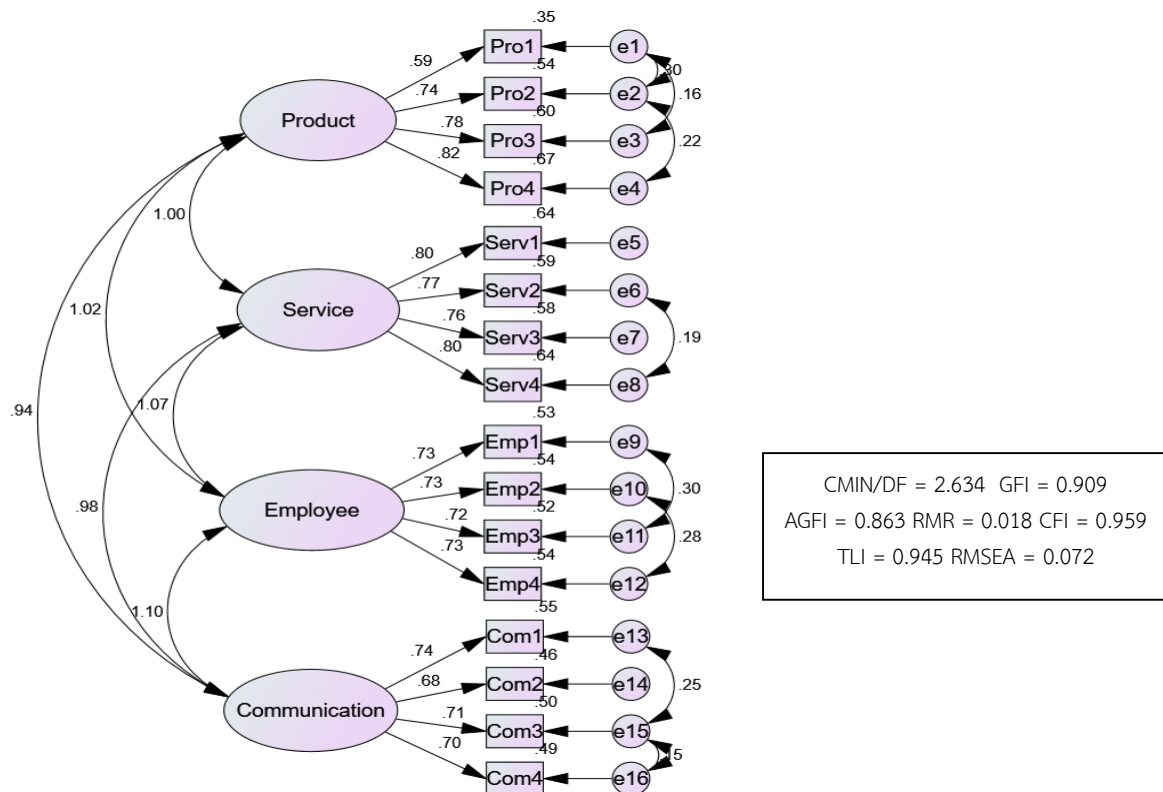 .35
Pro1
e1
.59
.54
.30
.74
Pro2
e2
.16
.60
Product
.78
Pro3
e3
.22
.82
.67
Pro4
e4
1.00
.64
Serv1
e5
.80
.59
Serv2
e6
.77
1.02
Service
.58
.76
Serv3
e7
.19
.80
.64
Serv4
e8
.94
1.07
.53
Emp1
e9
.73
.54
.30
.73
Emp2
e10
.98
Employee
.52
.72
Emp3
e11
.28
.73
.54
Emp4
e12
1.10
.55
Com1
e13
.74
.46
.25
.68
Com2
e14
Communication
.50
.71
Com3
e15
.70
.49
.15
Com4
e16
CMIN/DF = 2.634 GFI = 0.909
AGFI = 0.863 RMR = 0.018 CFI = 0.959
TLI = 0.945 RMSEA = 0.072